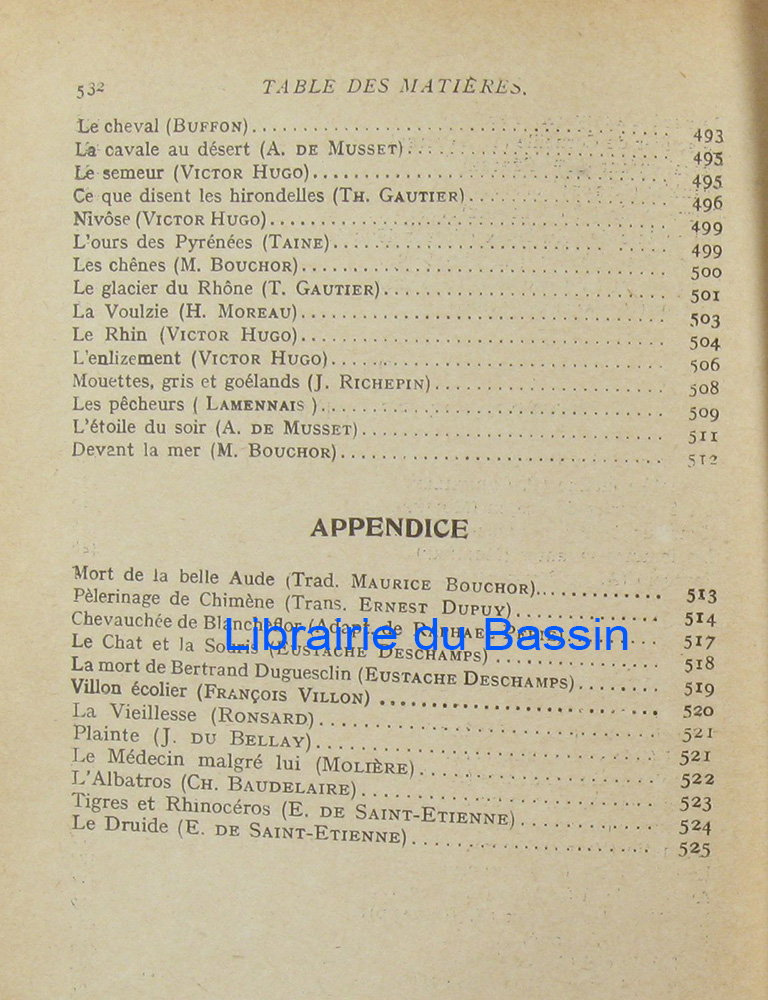 532 TABLE DES MATIÈRES.
Le cheval (BUFFON) 493
La cavale au désert (A. DE MUSSET) 493
Le semeur (VICTOR HUGO) 495
Ce que disent les hirondelles (TH. GAUTIER) 496
Nivôse (VICTOR HUGO) 499
L'ours des Pyrénées (TAINE) 499
Les chênes (M. BOUCHOR) 500
Le glacier du Rhône (T. GAUTIER) 501
La Voulzie (H. MOREAU) 503
Le Rhin (VICTOR HUGO) 504
L'enlizement (VICTOR HUGO) 506
Mouettes, gris et goélands (J. RICHEPIN) 508
Les pêcheurs ( LAMENNAIS ) 509
L'étoile du soir (A. DE MUSSET) 511
Devant la mer (M. BOUCHOR) 512
APPENDICE
Mort de la belle Aude (Trad. MAURICE BOUCHOR) 513
Pèlerinage de Chimène (Trans. ERNEST DUPUY) 514
Chevauchée de Blancheflor (Adapt. de RAPHAEL 517
Librairie du Bassin
Le Chat et la Souris (EUSTACHE DESCHAMPS) 518
La mort de Bertrand Duguesclin (EUSTACHE DESCHAMPS) 519
Villon écolier (FRANÇOIS VILLON) 520
La Vieillesse (RONSARD) 521
Plainte (J. DU BELLAY) 521
Le Médecin malgré lui (MOLIÈRE) 522
L'Albatros (CH. BAUDELAIRE) 523
Tigres et Rhinocéros (E. DE SAINT-ETIENNE) 524
Le Druide (E. DE SAINT-ETIENNE) 525